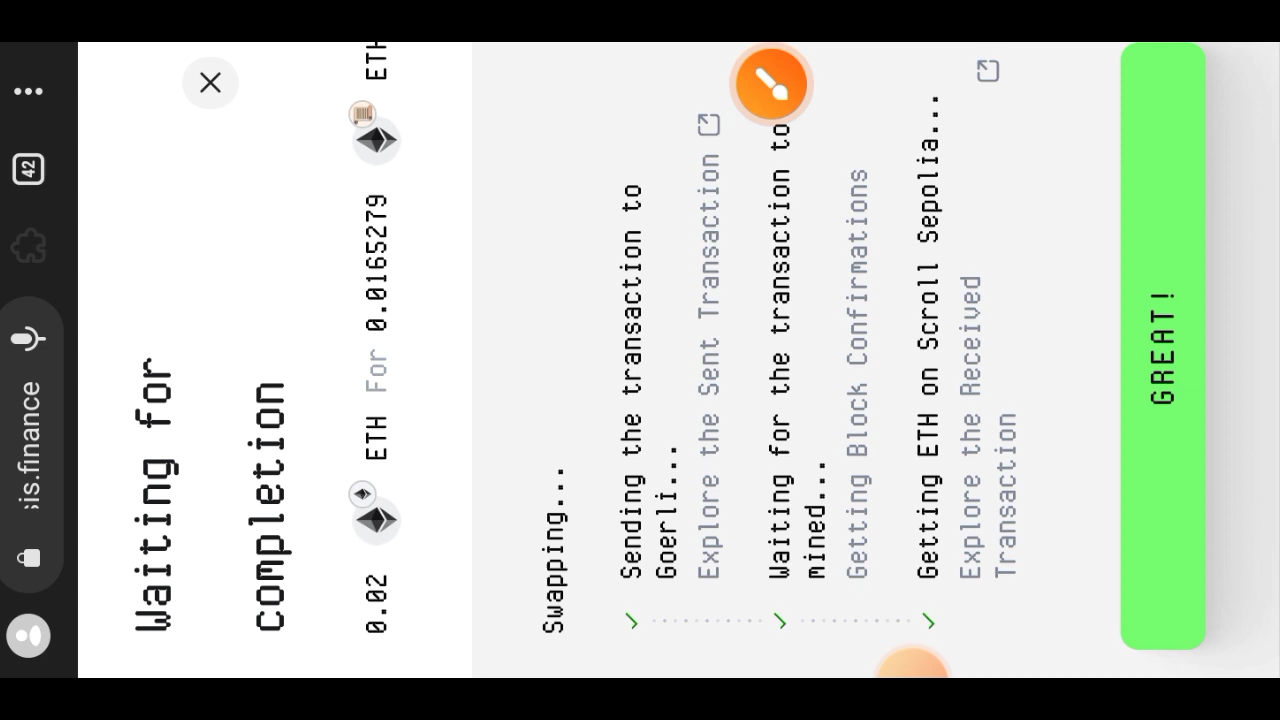 42
sis.finance
Waiting for
completion
0.02 ETH For 0.0165279 ETH
Swapping...
Sending the transaction to
Goerli...
Explore the Sent Transaction
Waiting for the transaction to
mined...
Getting Block Confirmations
Getting ETH on Scroll Sepolia...
Explore the Received
Transaction
GREAT!